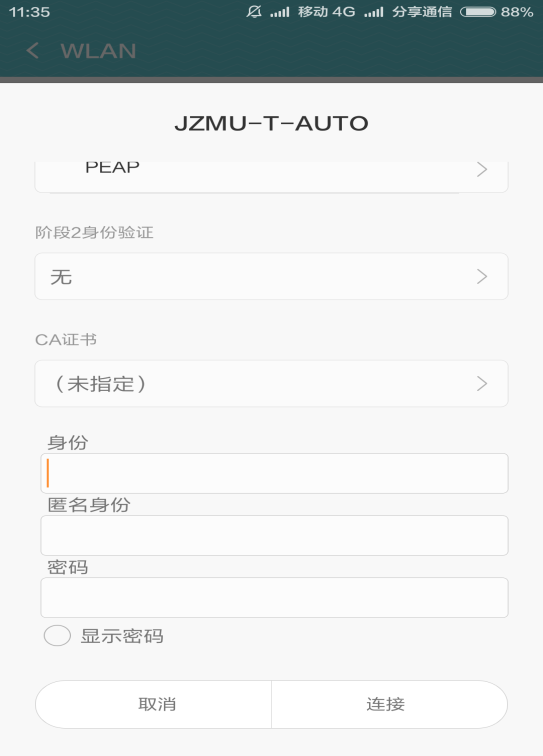 11:35 移动 4G 分享通信 88%
WLAN
JZMU-T-AUTO
PEAP
阶段2身份验证
无
CA证书
（未指定）
身份
匿名身份
密码
显示密码
取消 连接